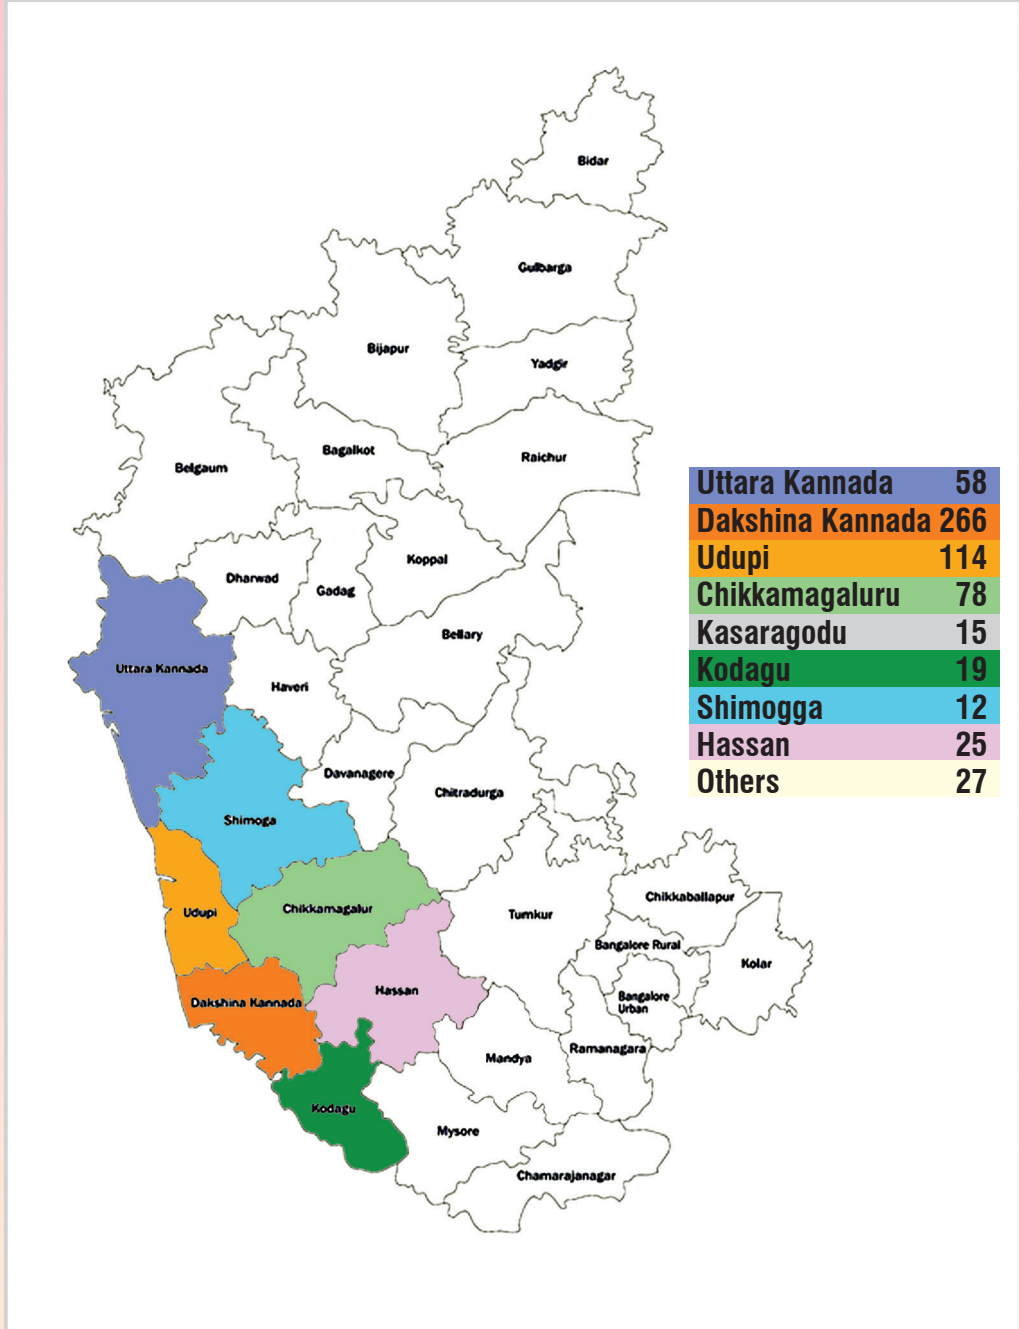 Bidar
Gulbarga
Bijapur
Yadgir
Bagalkot
Raichur
Belgaum
Uttara Kannada 58
Dakshina Kannada 266
Udupi 114
Chikkamagaluru 78
Kasaragodu 15
Kodagu 19
Shimogga 12
Hassan 25
Others 27
Koppal
Dharwad
Gadag
Bellary
Uttara Kannada
Haveri
Davanagere
Chitradurga
Shimoga
Chikkaballapur
Chikkamagalur
Udupi
Tumkur
Bangalore Rural
Kolar
Hassan
Bangalore
Urban
Dakshina Kannada
Ramanagara
Mandya
Kodagu
Mysore
Chamarajanagar